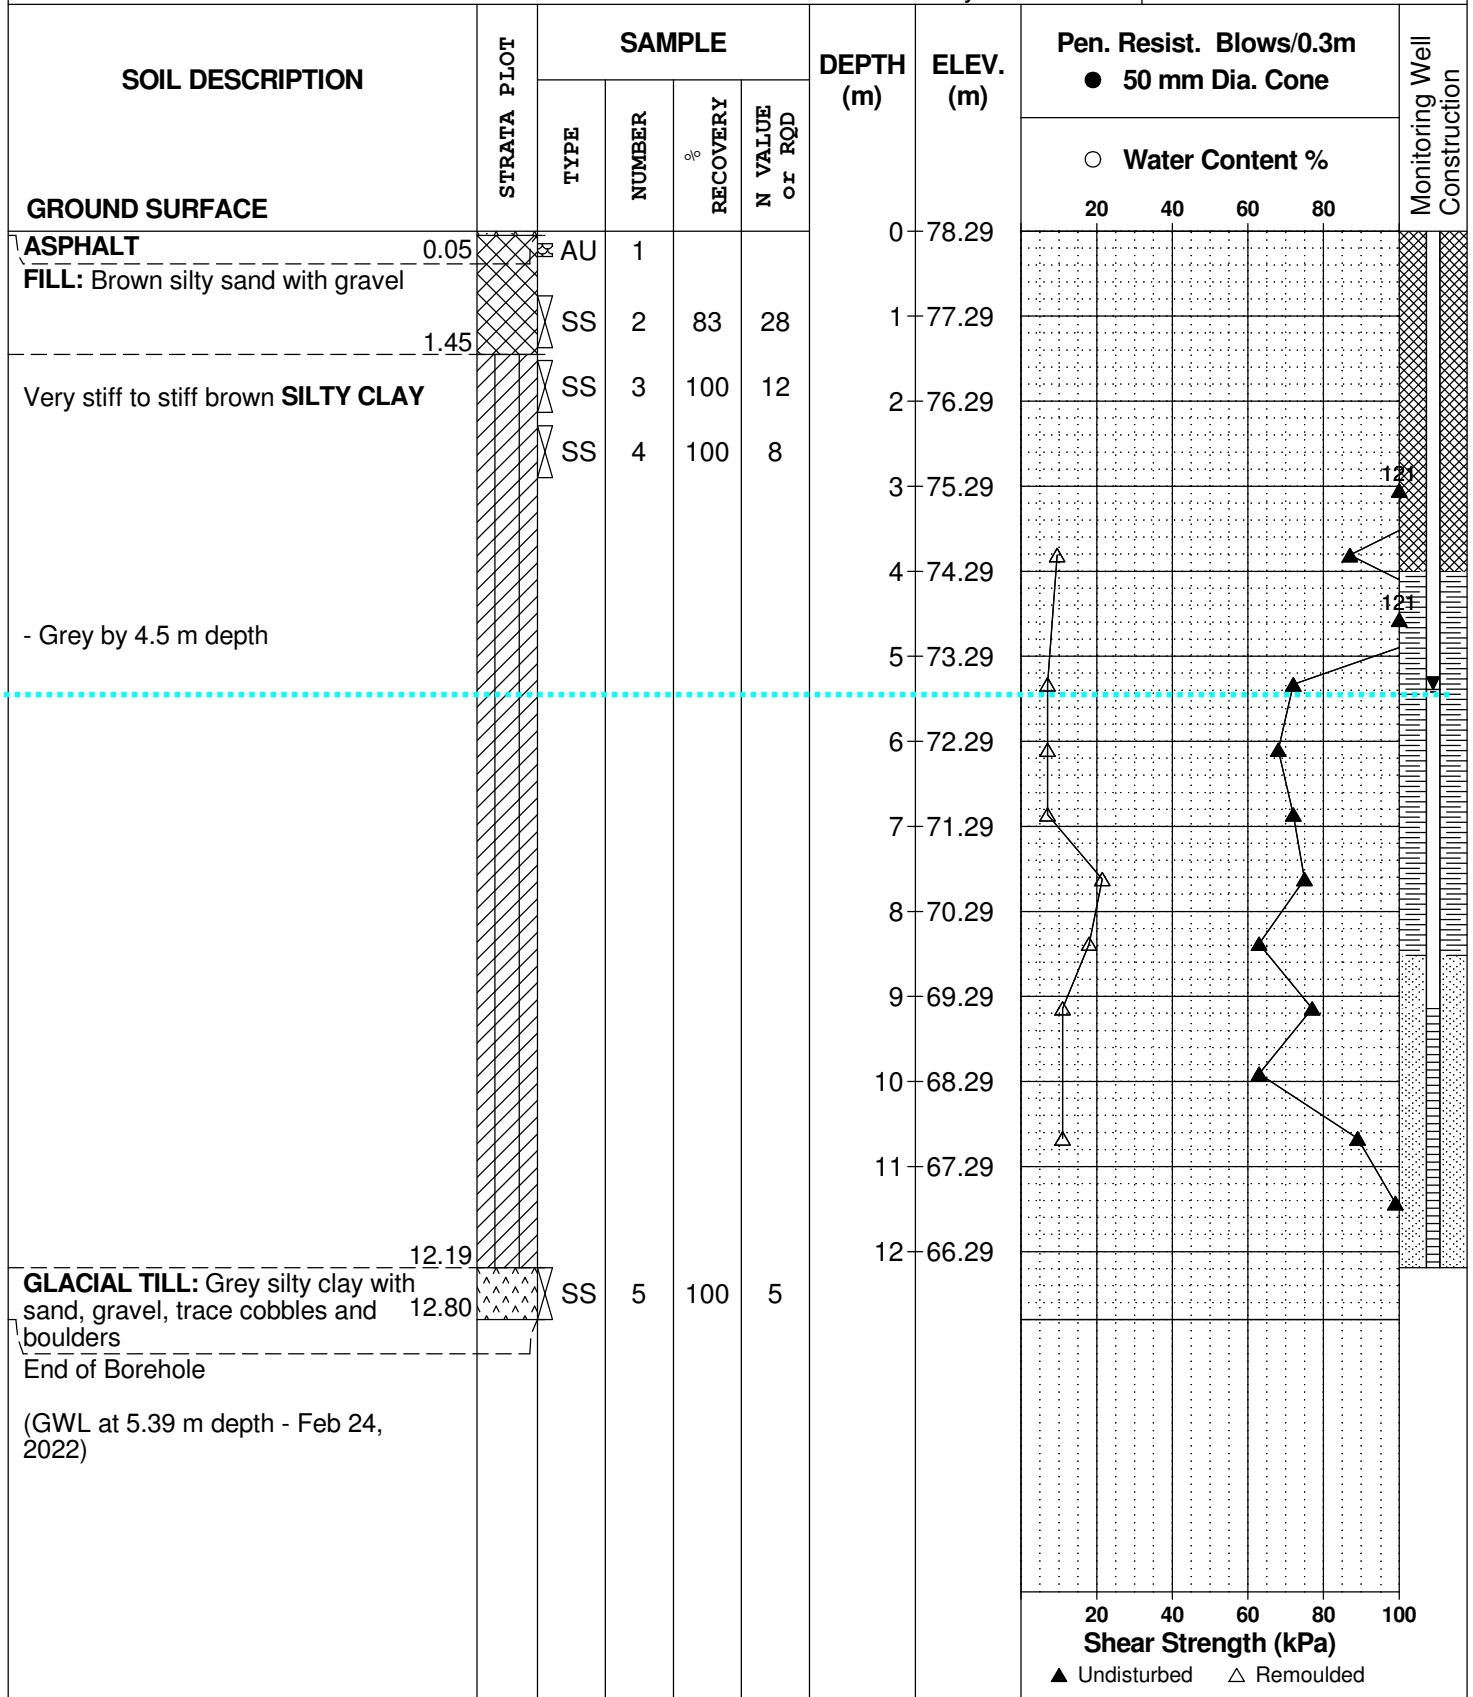 SOIL DESCRIPTION
GROUND SURFACE
STRATA PLOT
SAMPLE
TYPE
NUMBER
%
RECOVERY
N VALUE
or RQD
DEPTH
(m)
ELEV.
(m)
Pen. Resist. Blows/0.3m
● 50 mm Dia. Cone
○ Water Content %
20 40 60 80
Monitoring Well
Construction
ASPHALT 0.05
AU 1
0 78.29
FILL: Brown silty sand with gravel
1.45
SS 2 83 28
1 77.29
Very stiff to stiff brown SILTY CLAY
SS 3 100 12
2 76.29
SS 4 100 8
3 75.29
121
4 74.29
121
- Grey by 4.5 m depth
5 73.29
6 72.29
7 71.29
8 70.29
9 69.29
10 68.29
11 67.29
12 66.29
12.19
GLACIAL TILL: Grey silty clay with
sand, gravel, trace cobbles and 12.80
boulders
SS 5 100 5
End of Borehole
(GWL at 5.39 m depth - Feb 24,
2022)
20 40 60 80 100
Shear Strength (kPa)
▲ Undisturbed △ Remoulded